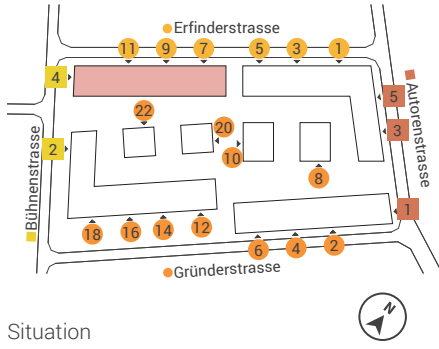 Erfinderstrasse
11 9 7 5 3 1
4
5
22
20
3
2
10
8
Bühnenstrasse
Autorenstrasse
18 16 14 12
1
6 4 2
Gründerstrasse
N
Situation